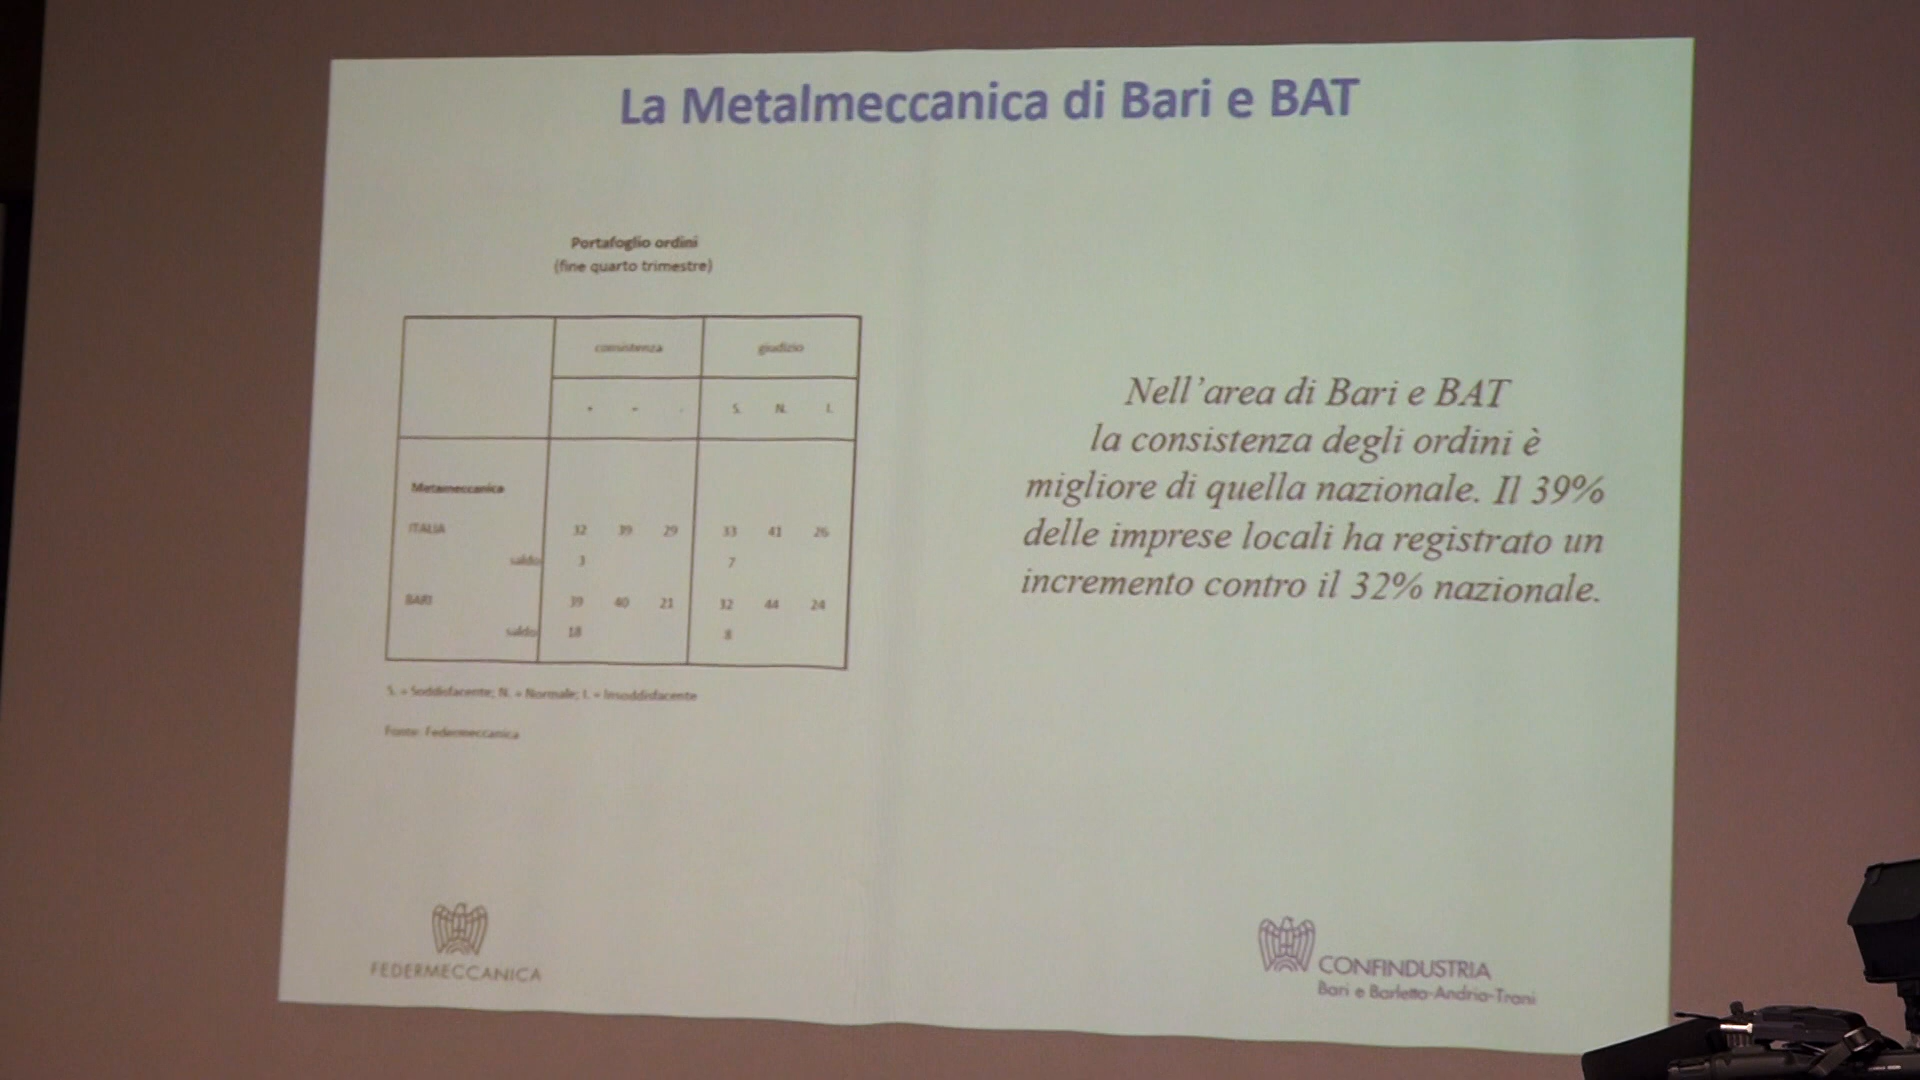 La Metalmeccanica di Bari e BAT
Portafoglio ordini
(fine quarto trimestre)
consistenza giudizio
+ = - S. N. I.
Metalmeccanica
ITALIA 32 39 29 33 41 26
saldo 3 7
BARI 39 40 21 32 44 24
saldo 18 8
S. = Soddisfacente; N. = Normale; I. = Insoddisfacente
Fonte: Federmeccanica
Nell'area di Bari e BAT
la consistenza degli ordini è
migliore di quella nazionale. Il 39%
delle imprese locali ha registrato un
incremento contro il 32% nazionale.
FEDERMECCANICA
CONFINDUSTRIA
Bari e Barletta-Andria-Trani